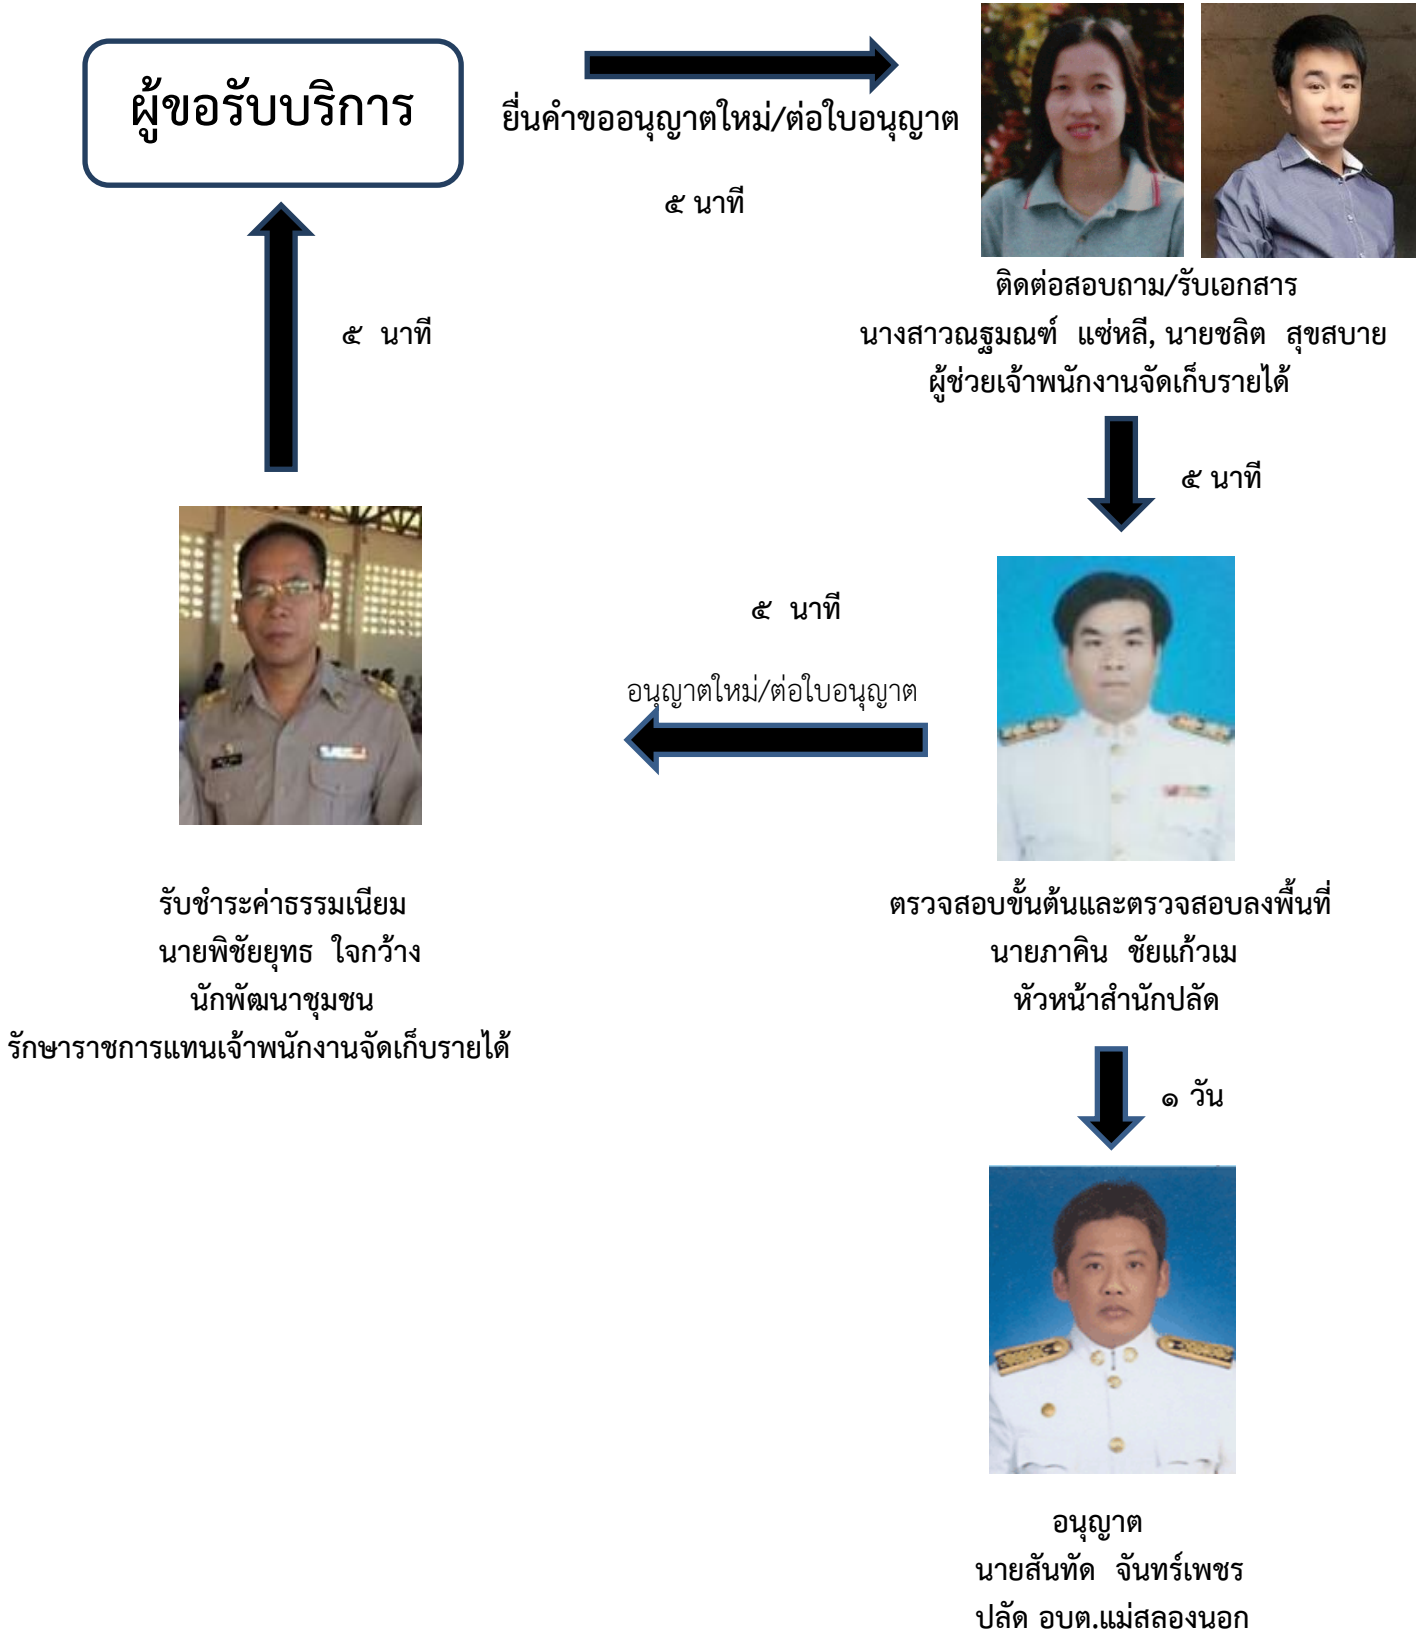 ผู้ขอรับบริการ
ยื่นคำขออนุญาตใหม่/ต่อใบอนุญาต
๕ นาที
ติดต่อสอบถาม/รับเอกสาร
นางสาวณฐมณฑ์ แซ่หลี, นายชลิต สุขสบาย
ผู้ช่วยเจ้าพนักงานจัดเก็บรายได้
๕ นาที
๕ นาที
๕ นาที
อนุญาตใหม่/ต่อใบอนุญาต
ตรวจสอบขั้นต้นและตรวจสอบลงพื้นที่
นายภาคิน ชัยแก้วเม
หัวหน้าสำนักปลัด
รับชำระค่าธรรมเนียม
นายพิชัยยุทธ ใจกว้าง
นักพัฒนาชุมชน
รักษาราชการแทนเจ้าพนักงานจัดเก็บรายได้
๑ วัน
อนุญาต
นายสันทัด จันทร์เพชร
ปลัด อบต.แม่สลองนอก